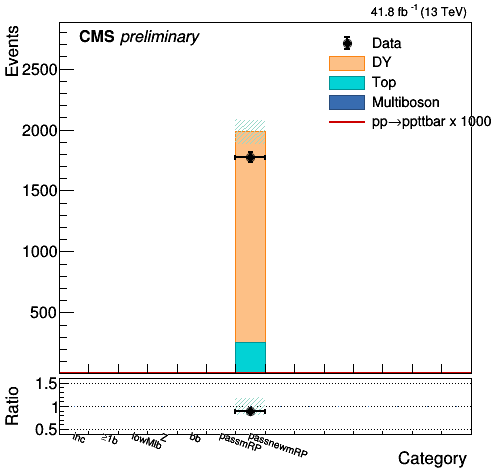 41.8 fb⁻¹ (13 TeV)
CMS preliminary
Events
Data
DY
Top
Multiboson
pp→ppttbar x 1000
2500
2000
1500
1000
500
Ratio
1.5
1
0.5
inc
≥1b
lowMlb
Z
bb
passmRP
passnewmRP
Category